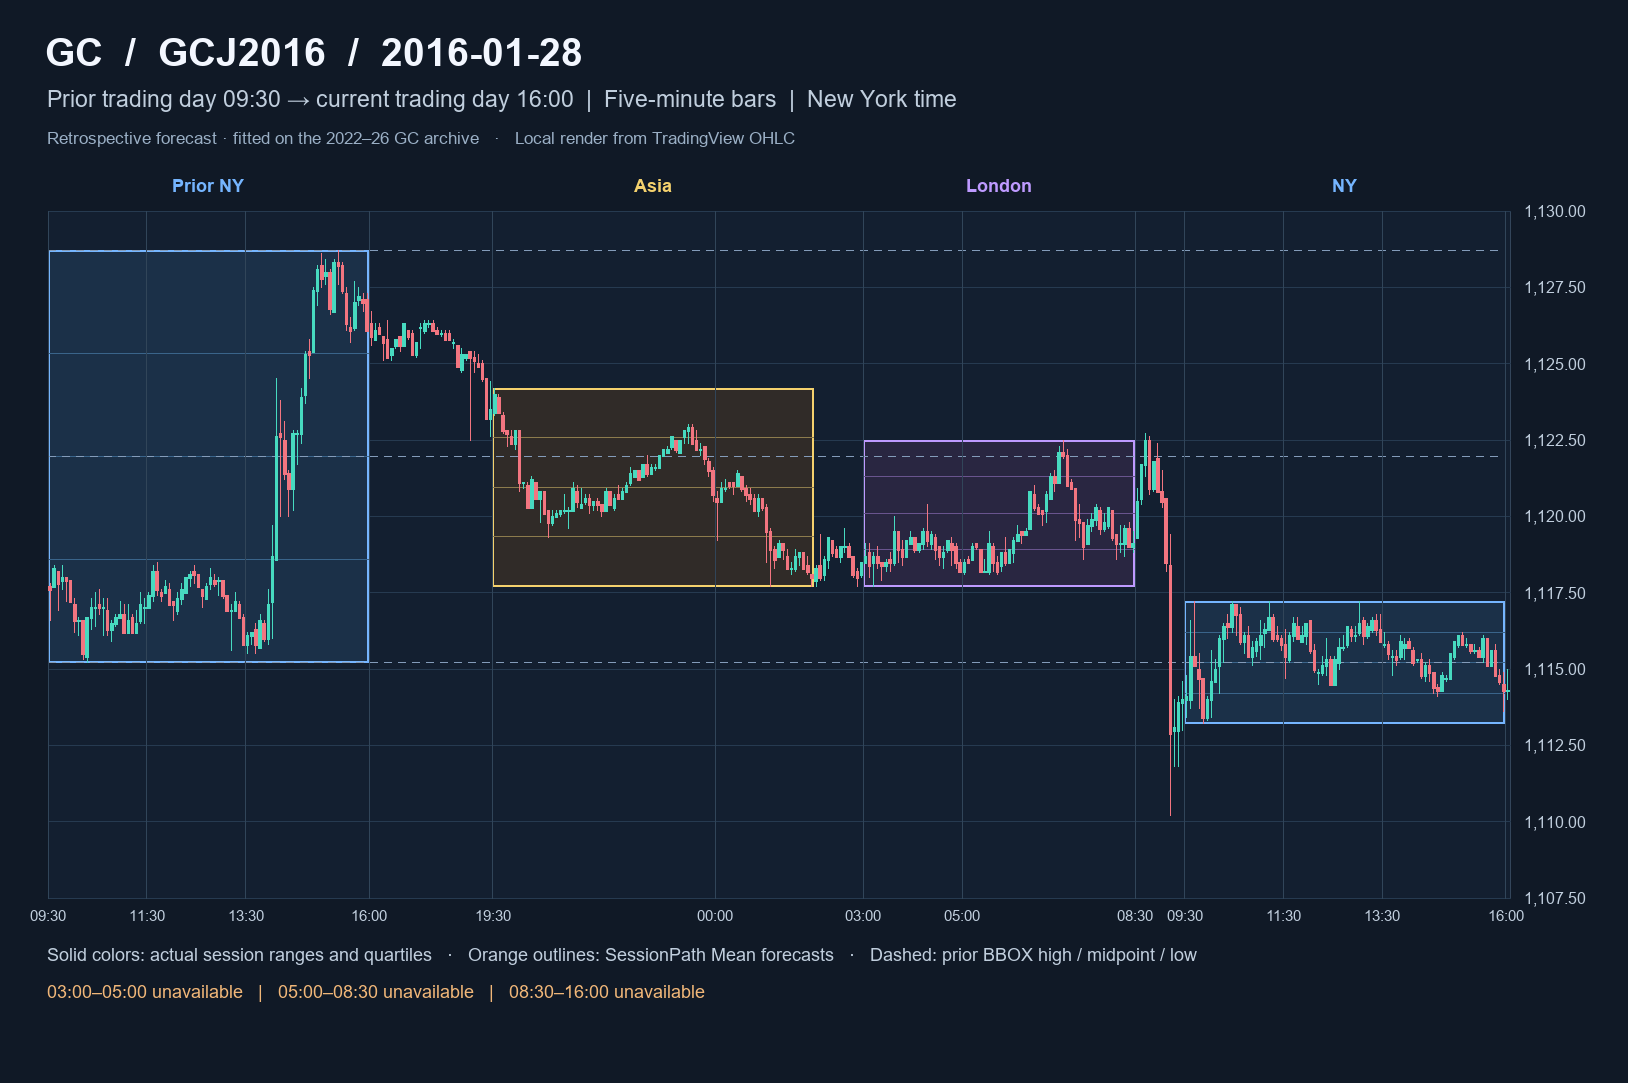 GC / GCJ2016 / 2016-01-28
Prior trading day 09:30 → current trading day 16:00 | Five-minute bars | New York time
Retrospective forecast · fitted on the 2022–26 GC archive · Local render from TradingView OHLC
Prior NY Asia London NY
1,130.00
1,127.50
1,125.00
1,122.50
1,120.00
1,117.50
1,115.00
1,112.50
1,110.00
1,107.50
09:30 11:30 13:30 16:00 19:30 00:00 03:00 05:00 08:30 09:30 11:30 13:30 16:00
Solid colors: actual session ranges and quartiles · Orange outlines: SessionPath Mean forecasts · Dashed: prior BBOX high / midpoint / low
03:00–05:00 unavailable | 05:00–08:30 unavailable | 08:30–16:00 unavailable